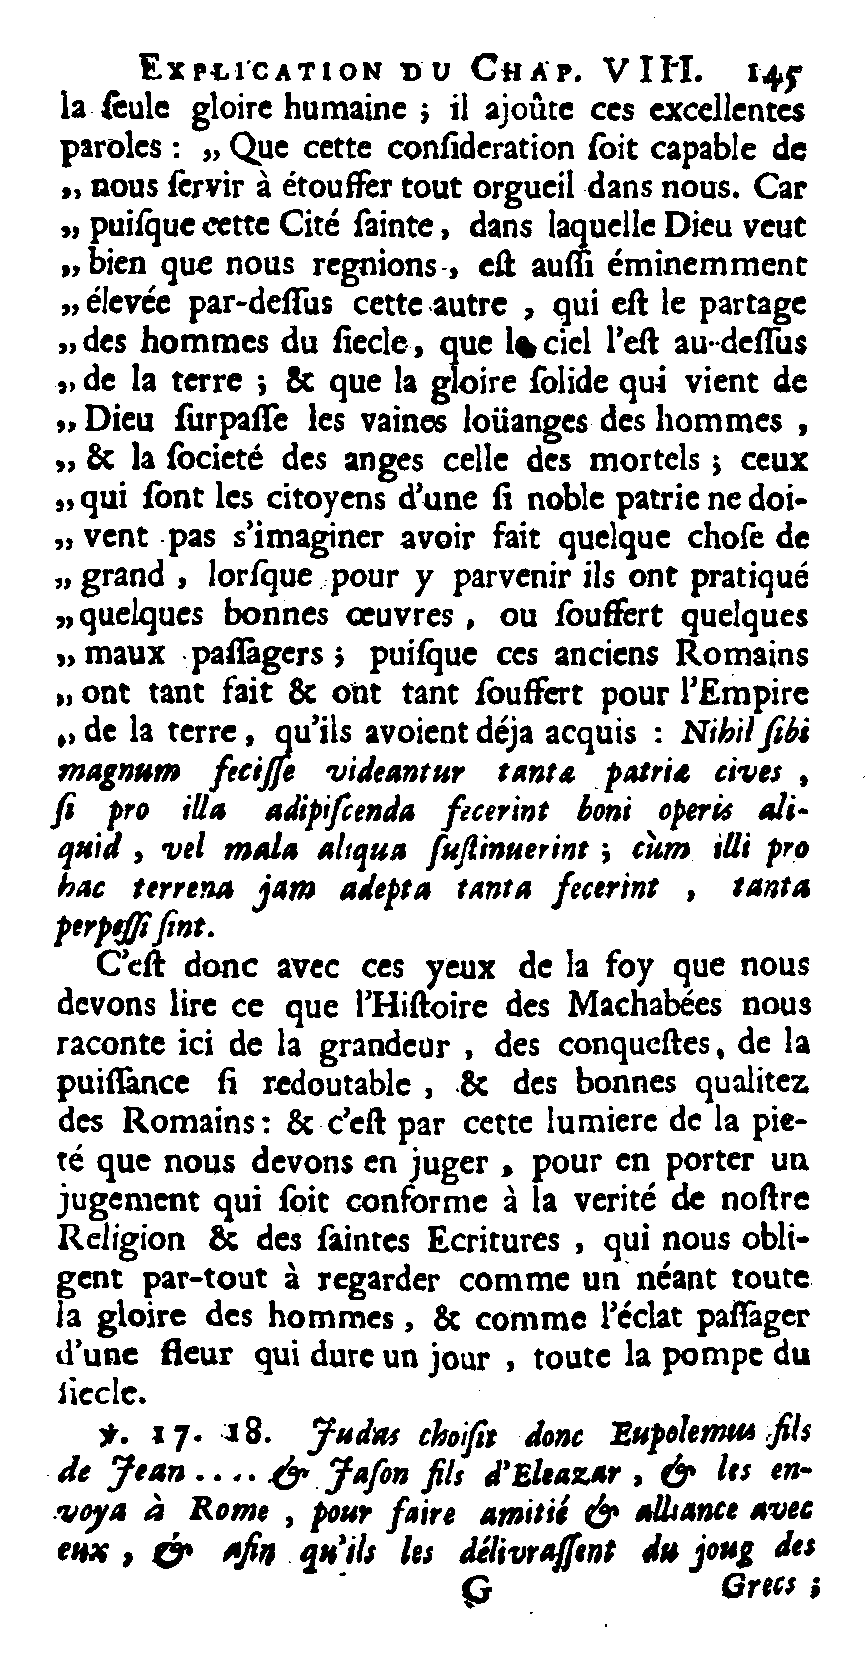 EXPLICATION DU CHAP. VIII. 145
la ſeule gloire humaine ; il ajoûte ces excellentes
paroles : „ Que cette conſideration ſoit capable de
„ nous ſervir à étouffer tout orgueil dans nous. Car
„ puiſque cette Cité ſainte, dans laquelle Dieu veut
„ bien que nous regnions, eſt auſſi éminemment
„ élevée par-deſſus cette autre , qui eſt le partage
„ des hommes du ſiecle, que le ciel l'eſt au-deſſus
„ de la terre ; & que la gloire ſolide qui vient de
„ Dieu ſurpaſſe les vaines loüanges des hommes ,
„ & la ſocieté des anges celle des mortels ; ceux
„ qui ſont les citoyens d'une ſi noble patrie ne doi-
„ vent pas s'imaginer avoir fait quelque choſe de
„ grand , lorſque pour y parvenir ils ont pratiqué
„ quelques bonnes œuvres , ou ſouffert quelques
„ maux paſſagers ; puiſque ces anciens Romains
„ ont tant fait & ont tant ſouffert pour l'Empire
„ de la terre, qu'ils avoient déja acquis : Nihil ſibi
magnum feciſſe videantur tanta patriæ cives ,
ſi pro illa adipiſcenda fecerint boni operis ali-
quid , vel mala aliqua ſuſtinuerint ; cùm illi pro
hac terrena jam adepta tanta fecerint , tanta
perpeſſi ſint.
C'eſt donc avec ces yeux de la foy que nous
devons lire ce que l'Hiſtoire des Machabées nous
raconte ici de la grandeur , des conqueſtes, de la
puiſſance ſi redoutable , & des bonnes qualitez
des Romains : & c'eſt par cette lumiere de la pie-
té que nous devons en juger , pour en porter un
jugement qui ſoit conforme à la verité de noſtre
Religion & des ſaintes Ecritures , qui nous obli-
gent par-tout à regarder comme un néant toute
la gloire des hommes , & comme l'éclat paſſager
d'une fleur qui dure un jour , toute la pompe du
ſiecle.
℣. 17. 18. Judas choiſit donc Eupolemus fils
de Jean .... & Jaſon fils d'Eleazar , & les en-
voya à Rome , pour faire amitié & alliance avec
eux , & afin qu'ils les délivraſſent du joug des
G Grecs ;